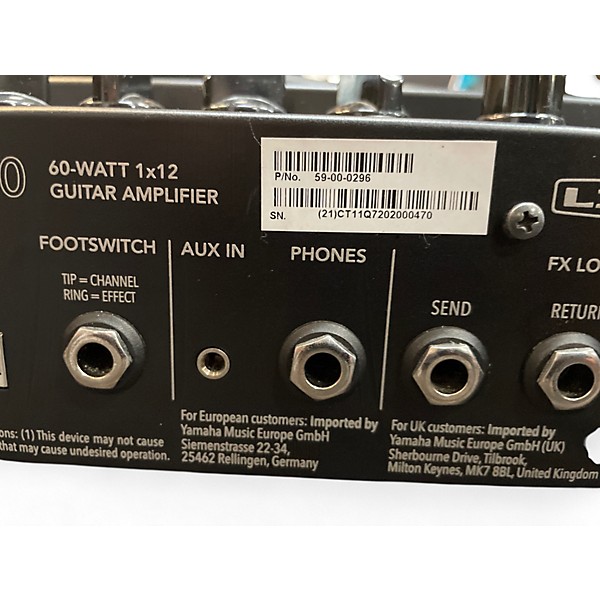 60-WATT 1x12
GUITAR AMPLIFIER
P/No. 59-00-0296
SN. (21)CT11Q7202000470
FOOTSWITCH
TIP = CHANNEL
RING = EFFECT
AUX IN
PHONES
FX LO
SEND
RETURN
For European customers: Imported by
Yamaha Music Europe GmbH
Siemenstrasse 22-34,
25462 Rellingen, Germany
For UK customers: Imported by
Yamaha Music Europe GmbH (UK)
Sherbourne Drive, Tilbrook,
Milton Keynes, MK7 8BL, United Kingdom
ons: (1) This device may not cause
that may cause undesired operation.